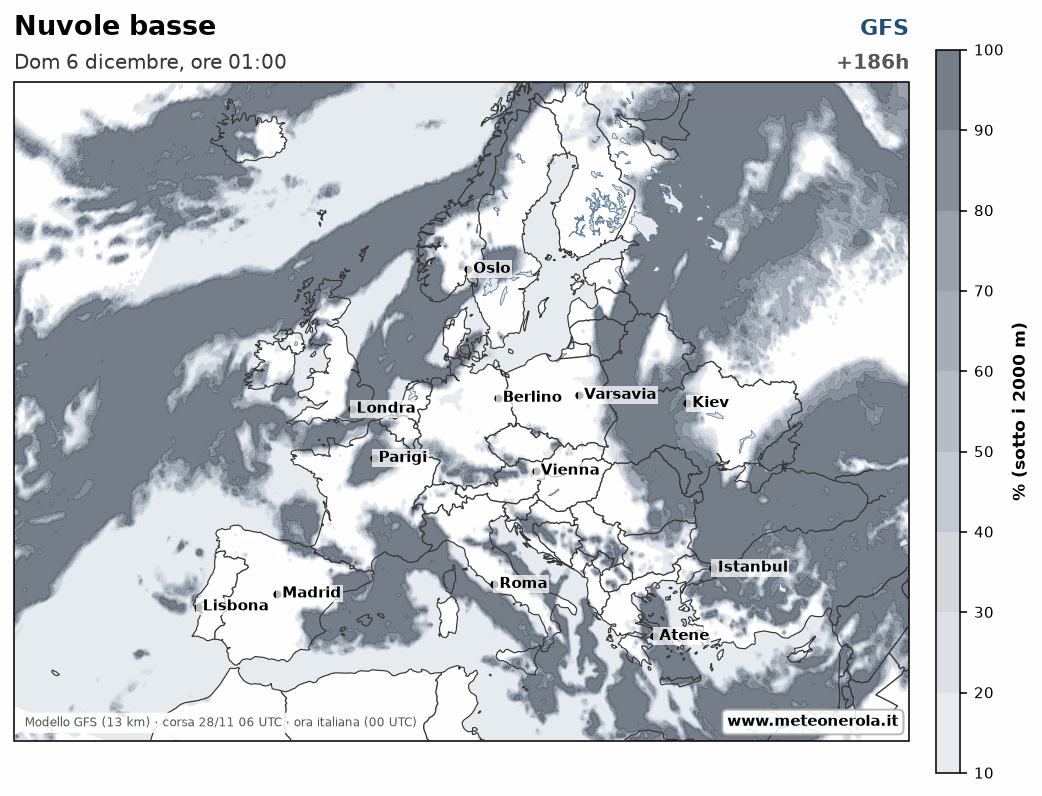 Nuvole basse
GFS
Dom 6 dicembre, ore 01:00
+186h
Oslo
Londra
Berlino
Varsavia
Kiev
Parigi
Vienna
Istanbul
Roma
Madrid
Lisbona
Atene
Modello GFS (13 km) · corsa 28/11 06 UTC · ora italiana (00 UTC)
www.meteonerola.it
100
90
80
70
60
50
40
30
20
10
% (sotto i 2000 m)